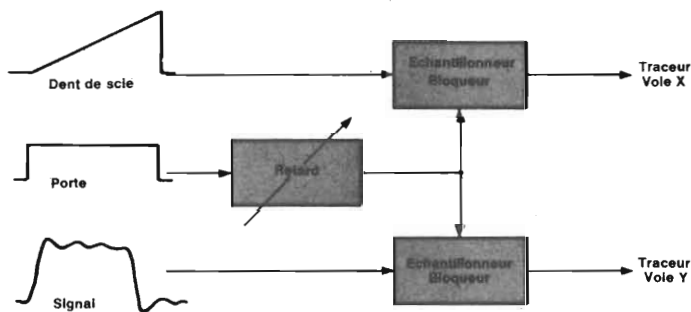 Dent de scie
Echantillonneur
Bloqueur
Traceur
Voie X
Porte
Retard
Signal
Echantillonneur
Bloqueur
Traceur
Voie Y